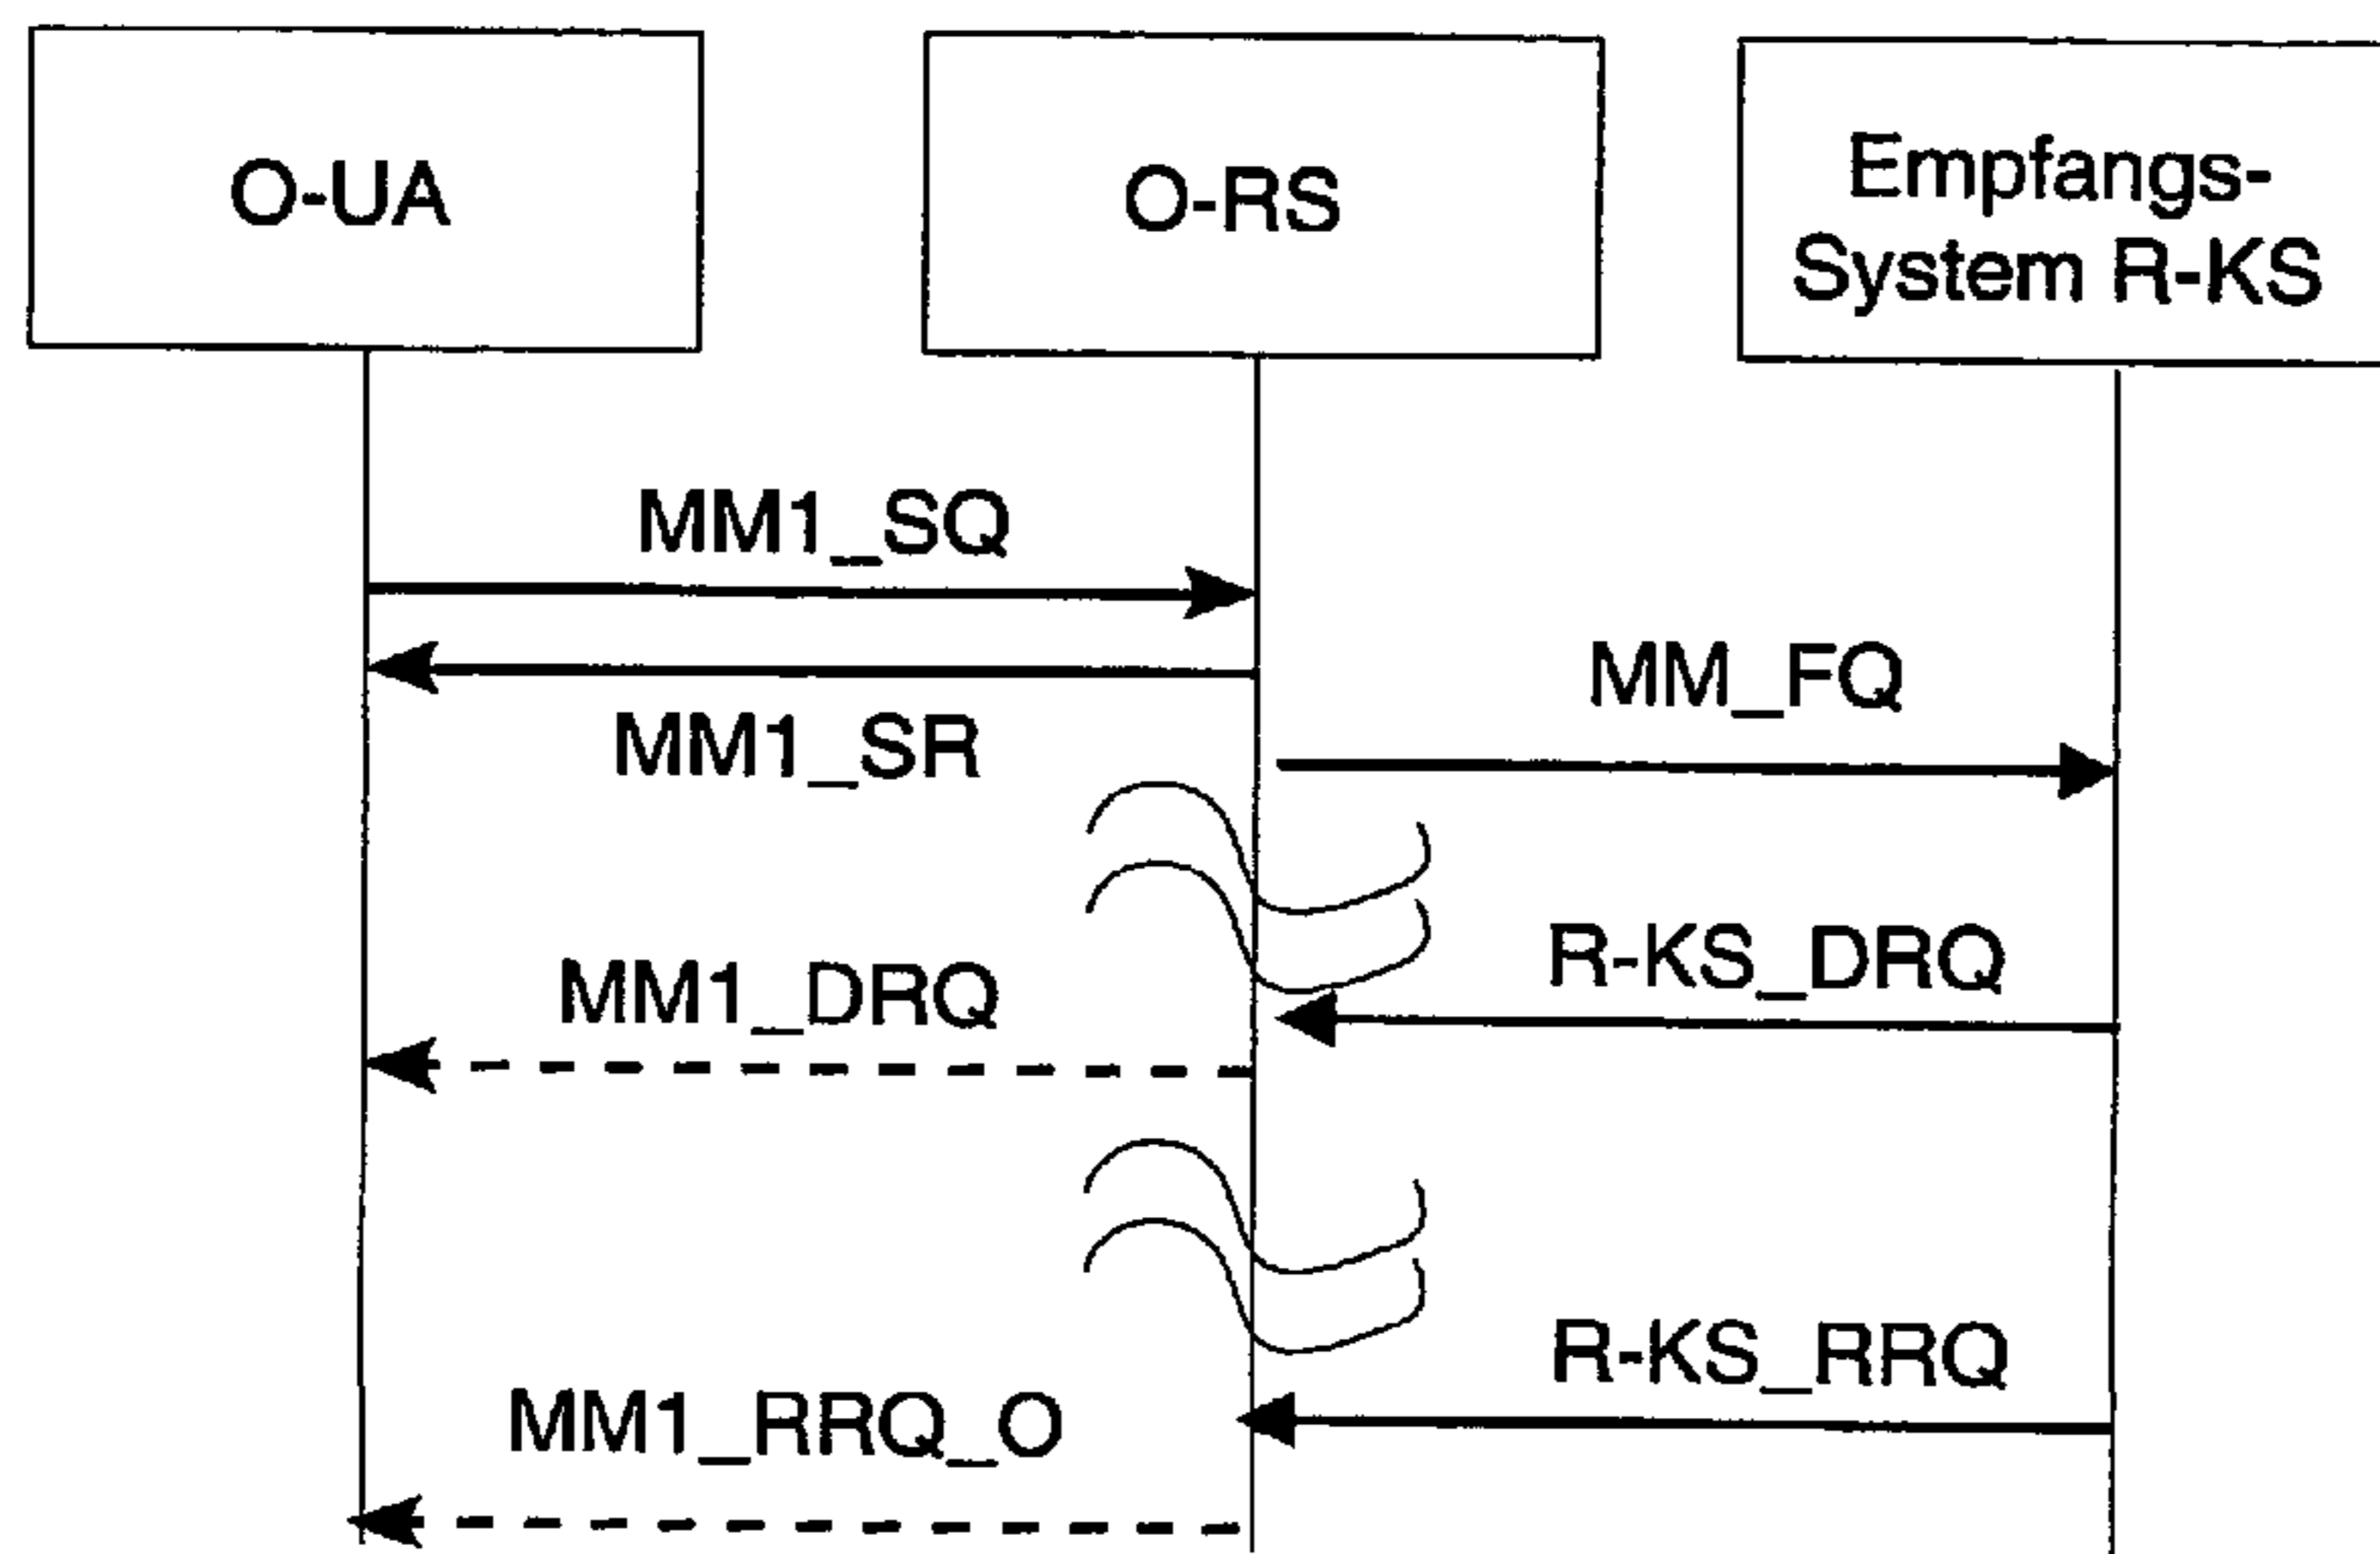 O-UA
O-RS
Empfangs-
System R-KS
MM1_SQ
MM1_SR
MM_FQ
MM1_DRQ
R-KS_DRQ
MM1_RRQ_O
R-KS_RRQ